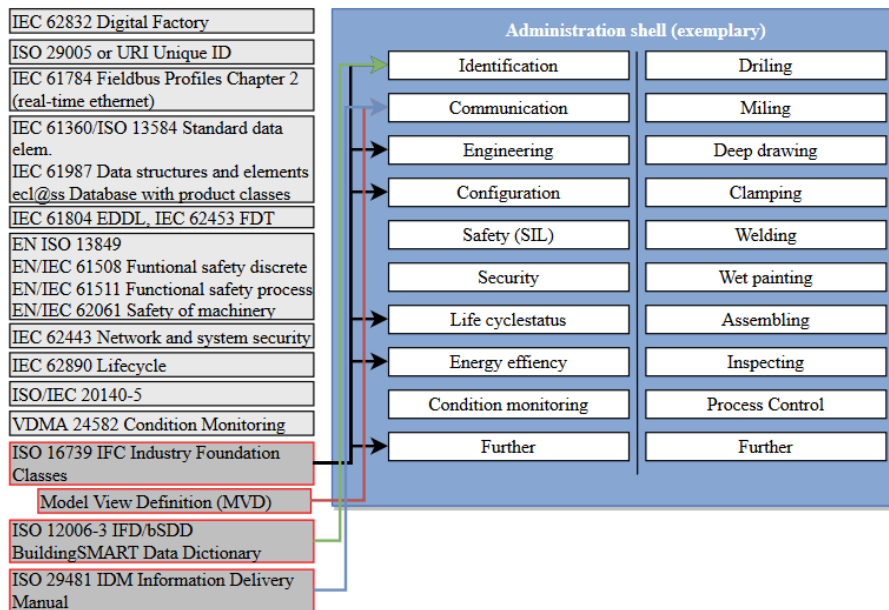 IEC 62832 Digital Factory
ISO 29005 or URI Unique ID
IEC 61784 Fieldbus Profiles Chapter 2
(real-time ethernet)
IEC 61360/ISO 13584 Standard data
elem.
IEC 61987 Data structures and elements
ecl@ss Database with product classes
IEC 61804 EDDL, IEC 62453 FDT
EN ISO 13849
EN/IEC 61508 Funtional safety discrete
EN/IEC 61511 Functional safety process
EN/IEC 62061 Safety of machinery
IEC 62443 Network and system security
IEC 62890 Lifecycle
ISO/IEC 20140-5
VDMA 24582 Condition Monitoring
ISO 16739 IFC Industry Foundation
Classes
Model View Definition (MVD)
ISO 12006-3 IFD/bSDD
BuildingSMART Data Dictionary
ISO 29481 IDM Information Delivery
Manual
Administration shell (exemplary)
Identification
Communication
Engineering
Configuration
Safety (SIL)
Security
Life cyclestatus
Energy effiency
Condition monitoring
Further
Driling
Miling
Deep drawing
Clamping
Welding
Wet painting
Assembling
Inspecting
Process Control
Further